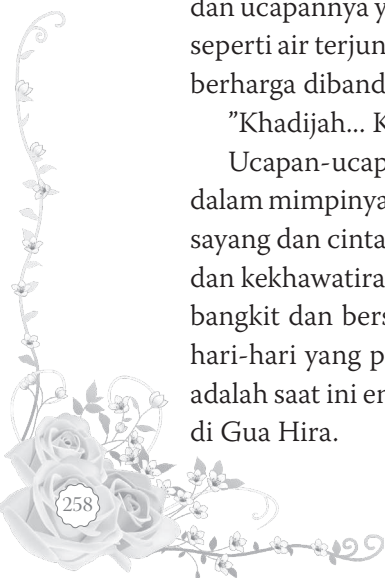 dan ucapannya y
seperti air terjun
berharga diband
"Khadijah... K
Ucapan-ucap
dalam mimpinya
sayang dan cinta
dan kekhawatira
bangkit dan bers
hari-hari yang p
adalah saat ini en
di Gua Hira.
258